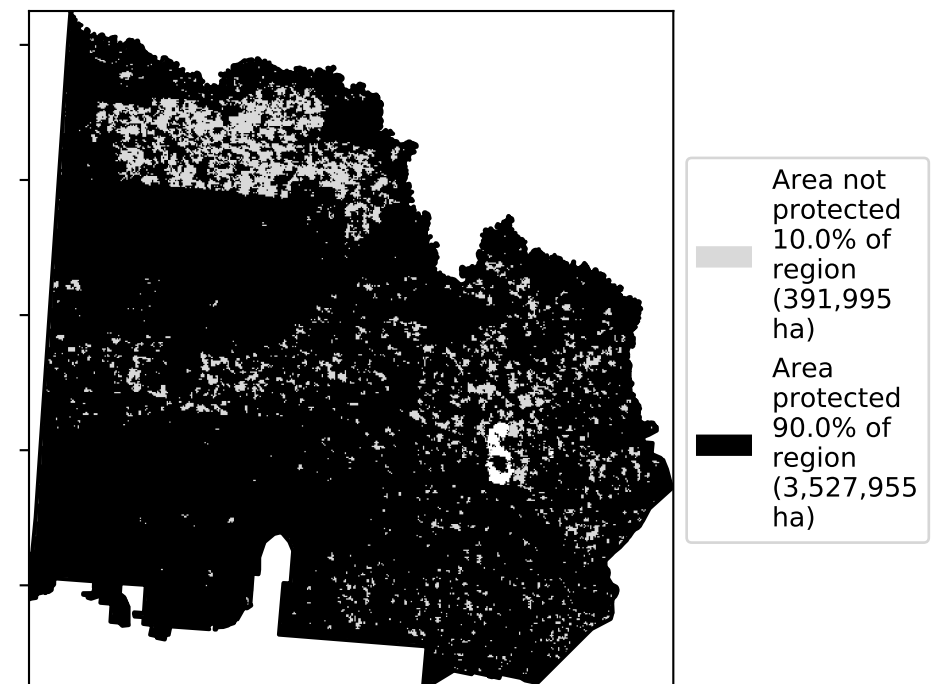 Area not
protected
10.0% of
region
(391,995
ha)
Area
protected
90.0% of
region
(3,527,955
ha)